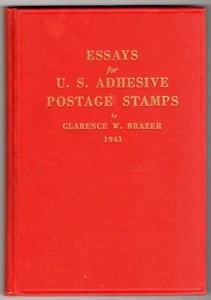 ESSAYS
for
U. S. ADHESIVE
POSTAGE STAMPS
by
CLARENCE W. BRAZER
1941